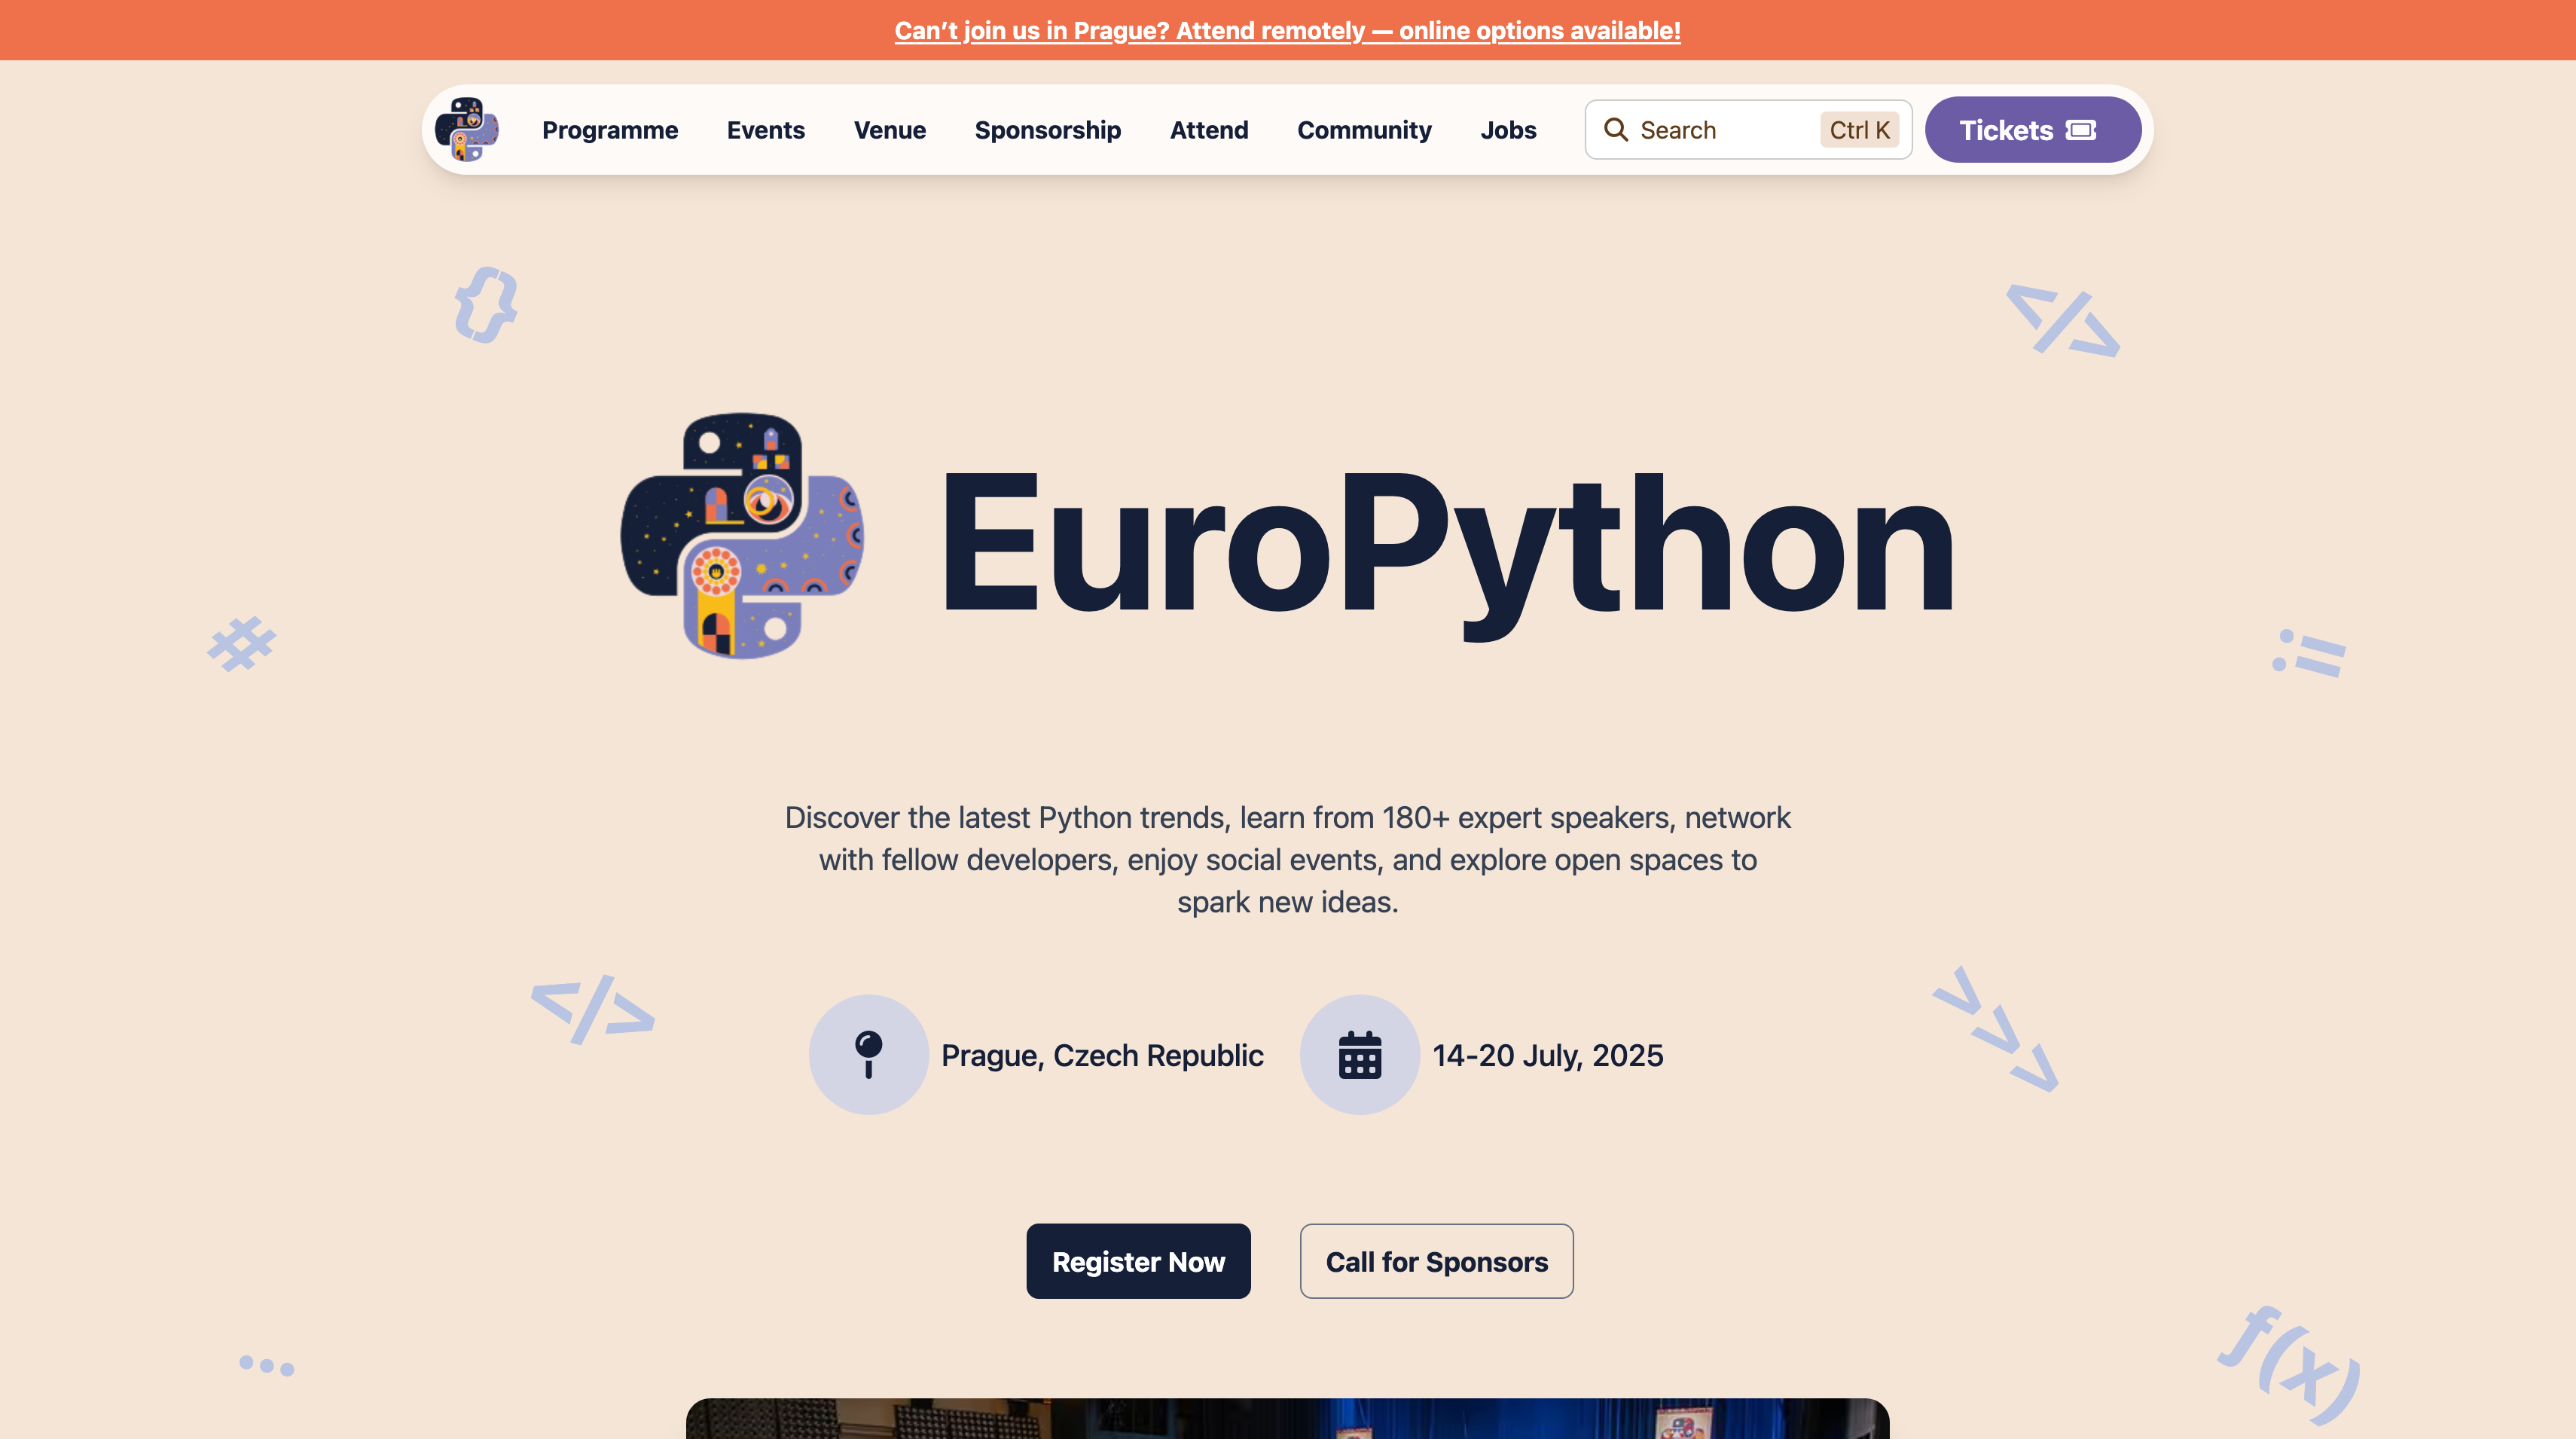 Can’t join us in Prague? Attend remotely — online options available!
Programme Events Venue Sponsorship Attend Community Jobs Search Ctrl K Tickets
{}
</>
EuroPython
#
:=
Discover the latest Python trends, learn from 180+ expert speakers, network
with fellow developers, enjoy social events, and explore open spaces to
spark new ideas.
</>
>>>
Prague, Czech Republic
14-20 July, 2025
Register Now
Call for Sponsors
...
f(x)